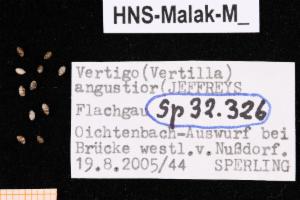 HNS-Malak-M_
Vertigo(Vertilla)
angustior(JEFFREYS
Flachgau Sp 32.326
Oichtenbach-Auswurf bei
Brücke westl.v.Nußdorf.
19.8.2005/44 SPERLING